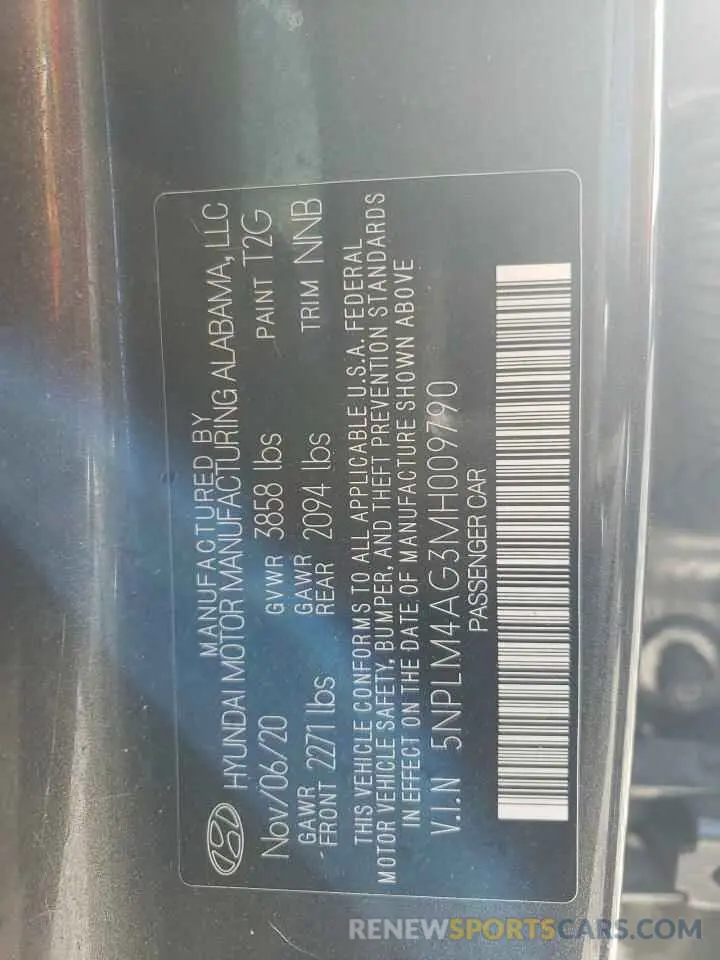 MANUFACTURED BY
HYUNDAI MOTOR MANUFACTURING ALABAMA, LLC
Nov/06/20 GVWR 3858 lbs PAINT T2G
GAWR FRONT 2271 lbs GAWR REAR 2094 lbs TRIM NNB
THIS VEHICLE CONFORMS TO ALL APPLICABLE U.S.A. FEDERAL
MOTOR VEHICLE SAFETY, BUMPER, AND THEFT PREVENTION STANDARDS
IN EFFECT ON THE DATE OF MANUFACTURE SHOWN ABOVE
V.I.N 5NPLM4AG3MH009790
PASSENGER CAR
RENEWSPORTSCARS.COM